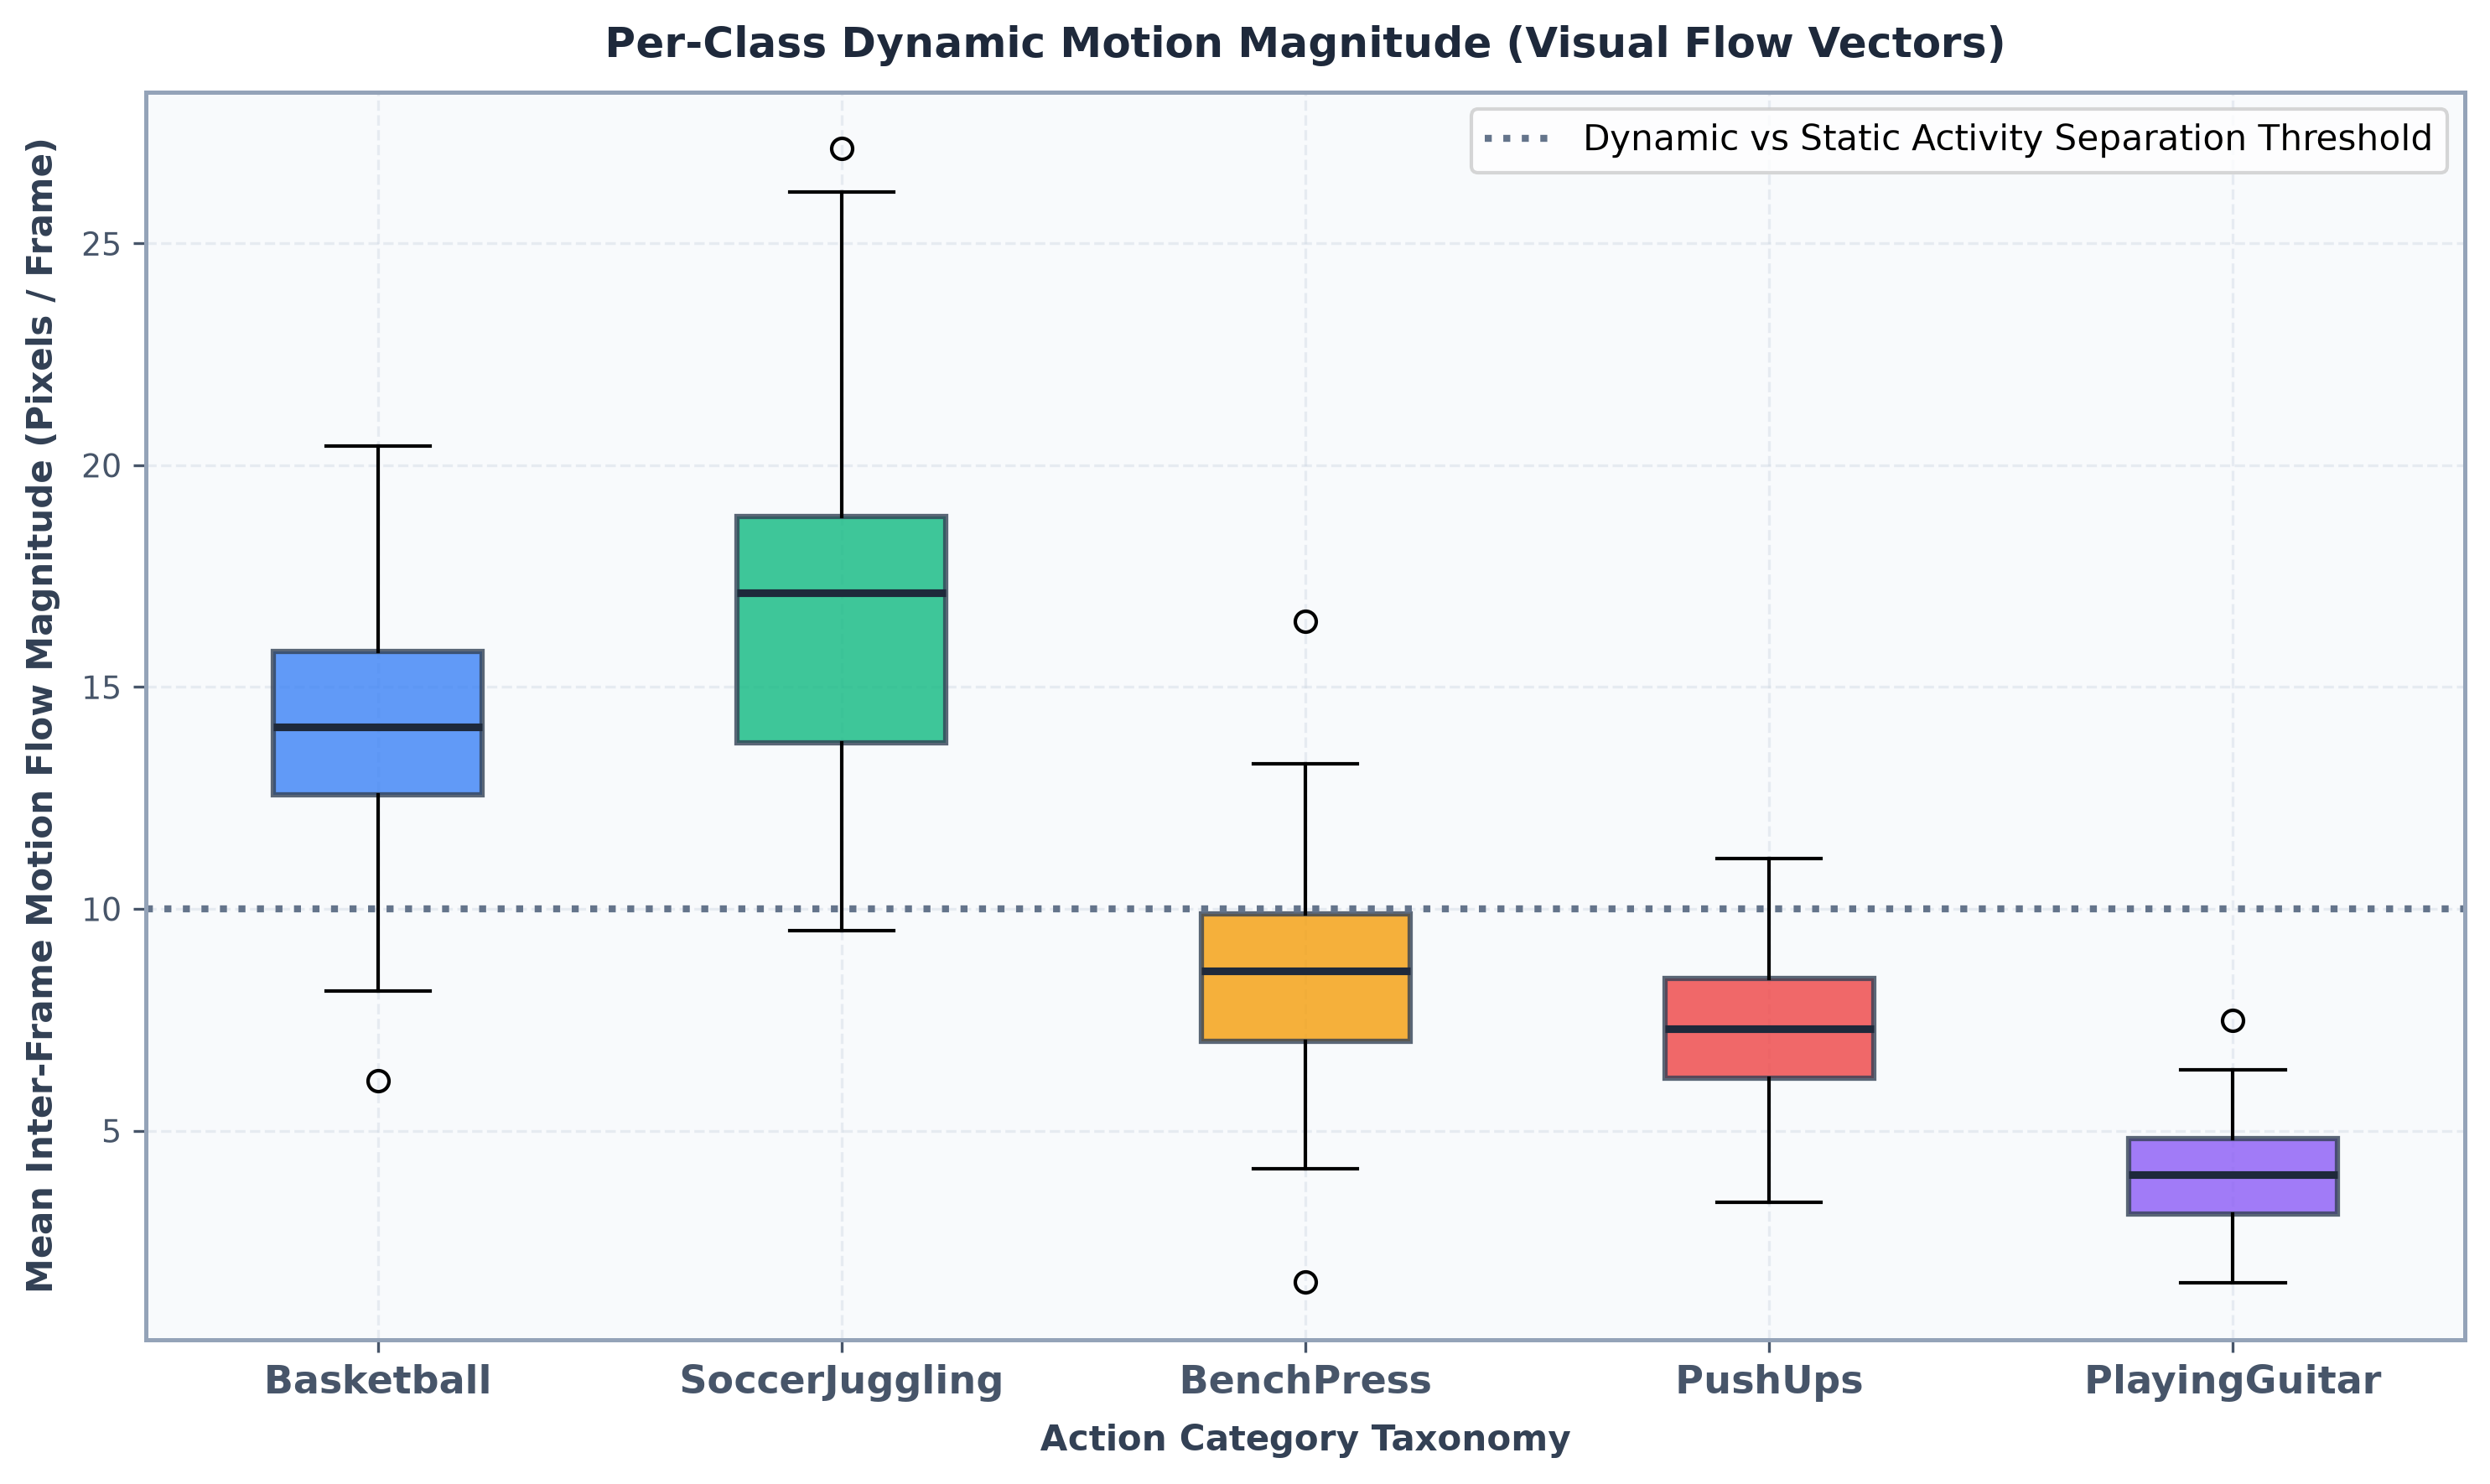 Per-Class Dynamic Motion Magnitude (Visual Flow Vectors)
Dynamic vs Static Activity Separation Threshold
Mean Inter-Frame Motion Flow Magnitude (Pixels / Frame)
25
20
15
10
5
Basketball SoccerJuggling BenchPress PushUps PlayingGuitar
Action Category Taxonomy